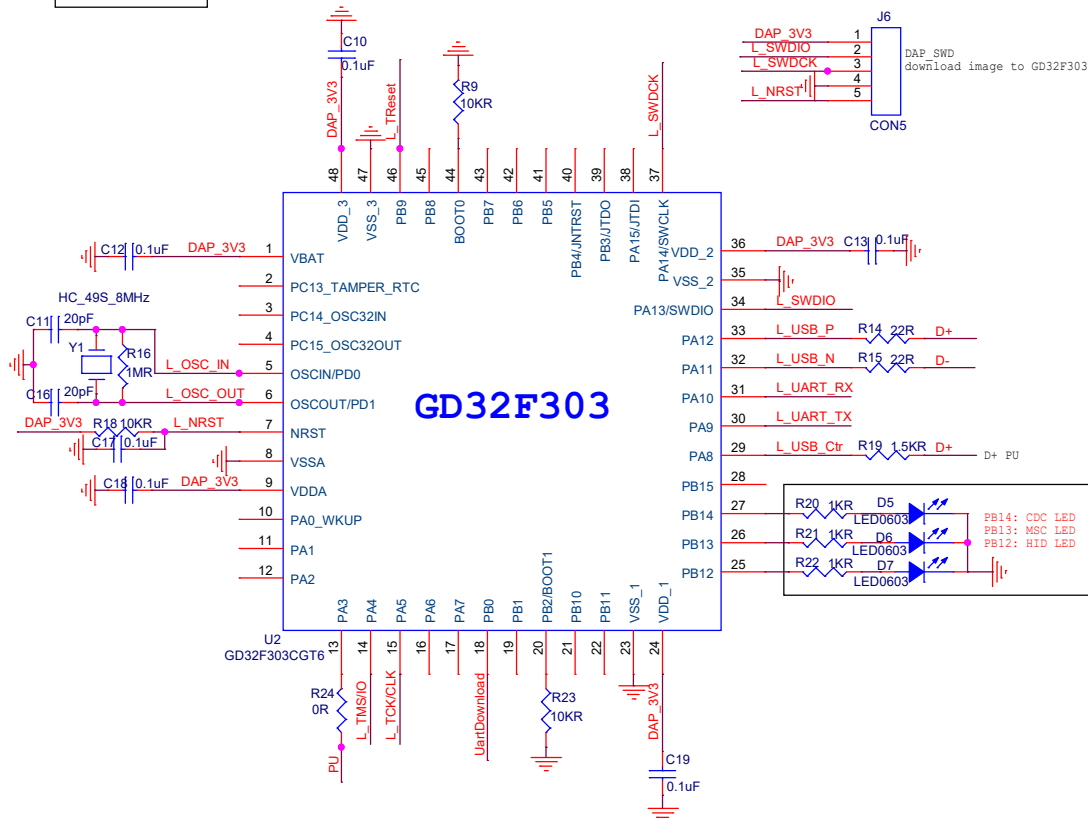 J6
DAP_3V3 1
L_SWDIO 2
L_SWDCK 3
4
L_NRST 5
DAP_SWD
download image to GD32F303
CON5
C10
0.1uF
DAP_3V3
L_TReset
R9
10KR
L_SWDCK
48
47
46
45
44
43
42
41
40
39
38
37
VDD_3
VSS_3
PB9
PB8
BOOT0
PB7
PB6
PB5
PB4/JNTRST
PB3/JTDO
PA15/JTDI
PA14/SWCLK
C12 0.1uF DAP_3V3 1 VBAT
2 PC13_TAMPER_RTC
HC_49S_8MHz
3 PC14_OSC32IN
C11 20pF
4 PC15_OSC32OUT
Y1
R16
1MR
L_OSC_IN 5 OSCIN/PD0
C16 20pF
L_OSC_OUT 6 OSCOUT/PD1
DAP_3V3 R18 10KR L_NRST 7 NRST
C17 0.1uF
8 VSSA
C18 0.1uF DAP_3V3 9 VDDA
10 PA0_WKUP
11 PA1
12 PA2
GD32F303
VDD_2 36 DAP_3V3 C13 0.1uF
VSS_2 35
PA13/SWDIO 34 L_SWDIO
PA12 33 L_USB_P R14 22R D+
PA11 32 L_USB_N R15 22R D-
PA10 31 L_UART_RX
PA9 30 L_UART_TX
PA8 29 L_USB_Ctr R19 1.5KR D+ D+ PU
PB15 28
PB14 27 R20 1KR D5
LED0603
PB13 26 R21 1KR D6
LED0603
PB12 25 R22 1KR D7
LED0603
PB14: CDC LED
PB13: MSC LED
PB12: HID LED
PA3
PA4
PA5
PA6
PA7
PB0
PB1
PB2/BOOT1
PB10
PB11
VSS_1
VDD_1
U2
GD32F303CGT6
13
14
15
16
17
18
19
20
21
22
23
24
R24
0R
PU
L_TMS/IO
L_TCK/CLK
UartDownload
R23
10KR
DAP_3V3
C19
0.1uF